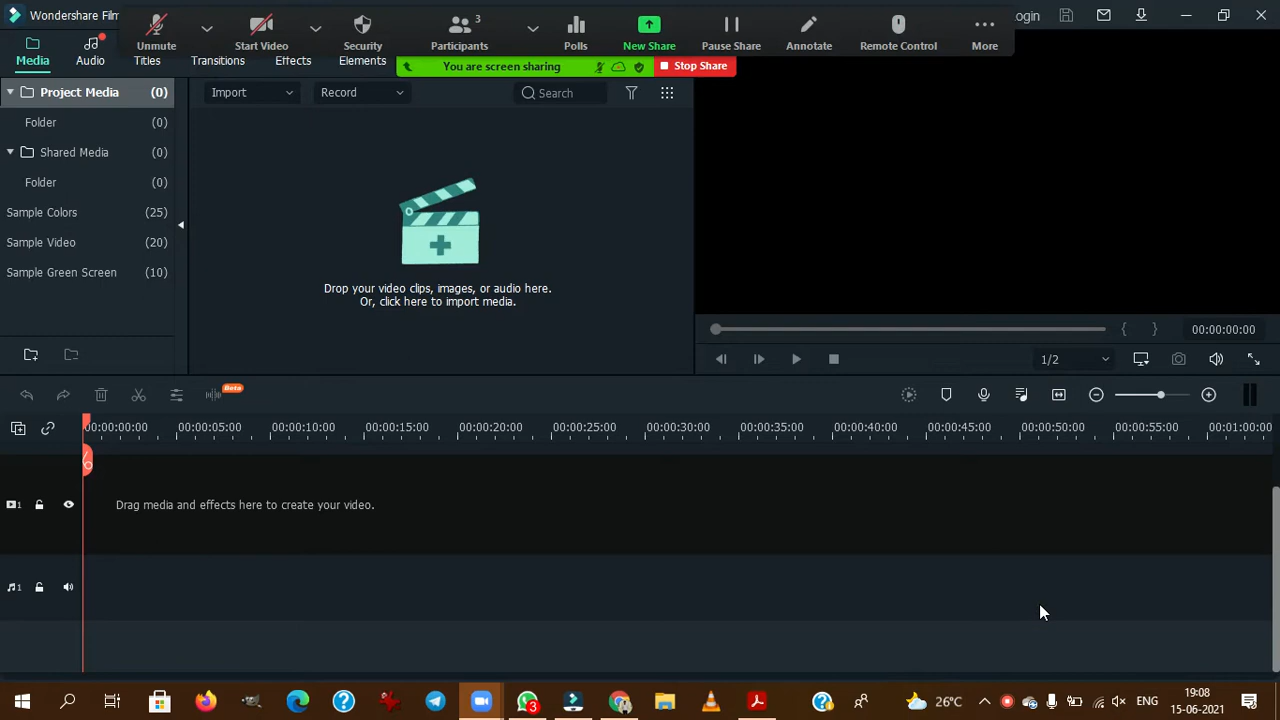 Wondershare Film
Unmute
Start Video
Security
3
Participants
Polls
New Share
Pause Share
Annotate
Remote Control
More
ogin
Media
Audio
Titles
Transitions
Effects
Elements
You are screen sharing
Stop Share
Project Media (0)
Folder (0)
Shared Media (0)
Folder (0)
Sample Colors (25)
Sample Video (20)
Sample Green Screen (10)
Import
Record
Search
Drop your video clips, images, or audio here.
Or, click here to import media.
00:00:00:00
1/2
Beta
00:00:00:00 00:00:05:00 00:00:10:00 00:00:15:00 00:00:20:00 00:00:25:00 00:00:30:00 00:00:35:00 00:00:40:00 00:00:45:00 00:00:50:00 00:00:55:00 00:01:00:00
1
Drag media and effects here to create your video.
1
3
26°C
ENG
19:08
15-06-2021